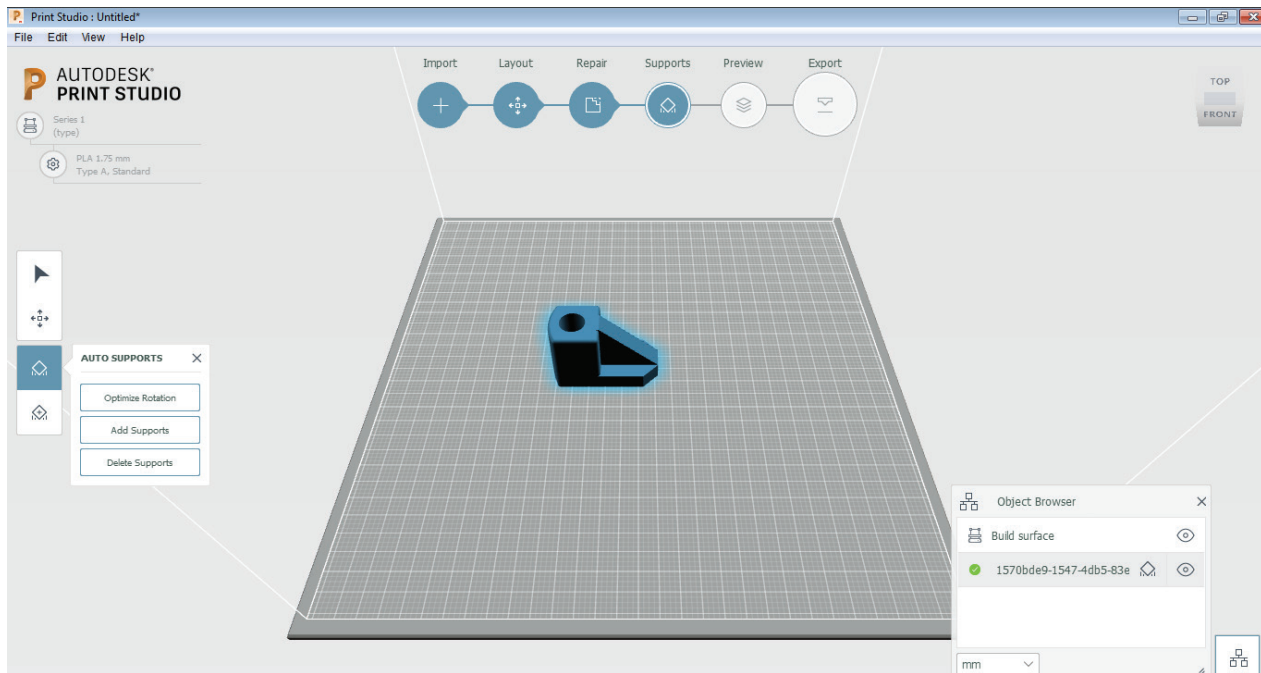 Print Studio : Untitled*
File Edit View Help
AUTODESK®
PRINT STUDIO
Series 1
(type)
PLA 1.75 mm
Type A, Standard
Import Layout Repair Supports Preview Export
TOP
FRONT
AUTO SUPPORTS
Optimize Rotation
Add Supports
Delete Supports
Object Browser
Build surface
1570bde9-1547-4db5-83e
mm